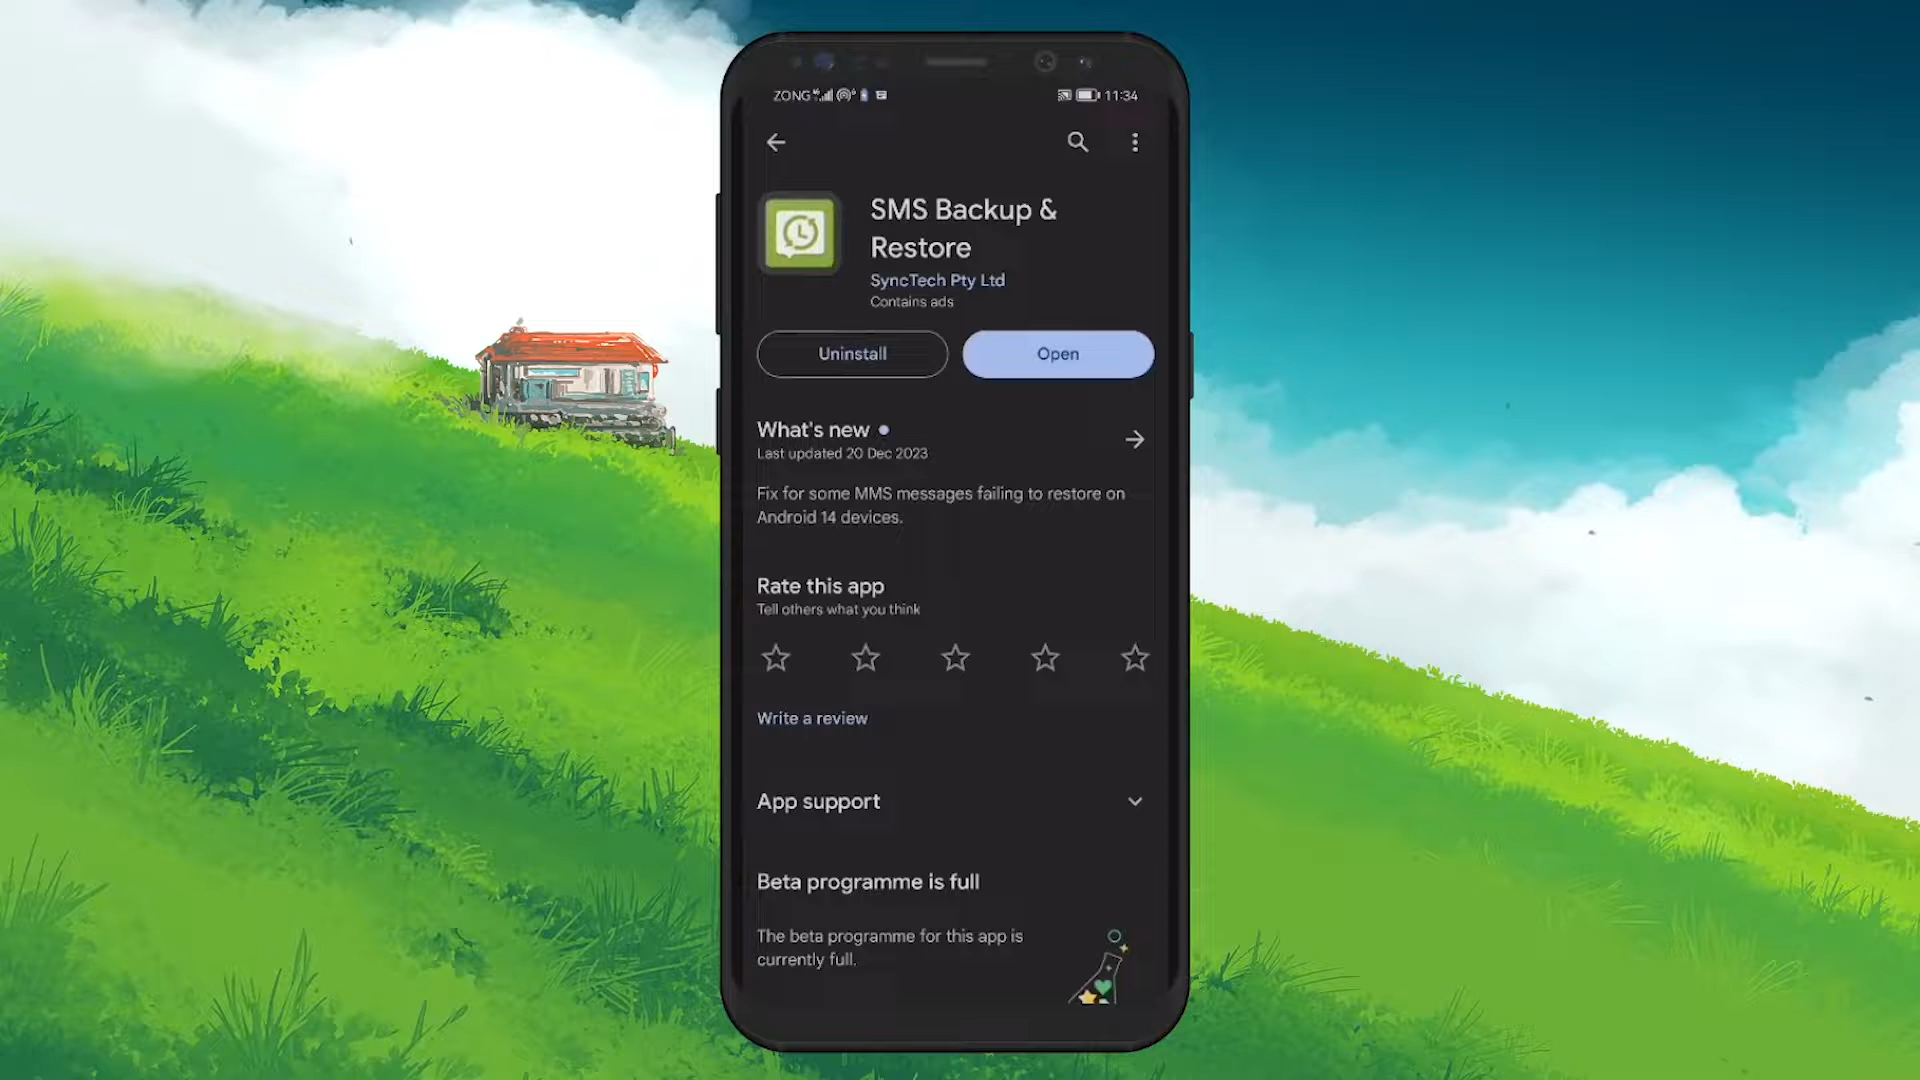 ZONG 11:34
SMS Backup &
Restore
SyncTech Pty Ltd
Contains ads
Uninstall
Open
What's new
Last updated 20 Dec 2023
Fix for some MMS messages failing to restore on
Android 14 devices.
Rate this app
Tell others what you think
Write a review
App support
Beta programme is full
The beta programme for this app is
currently full.